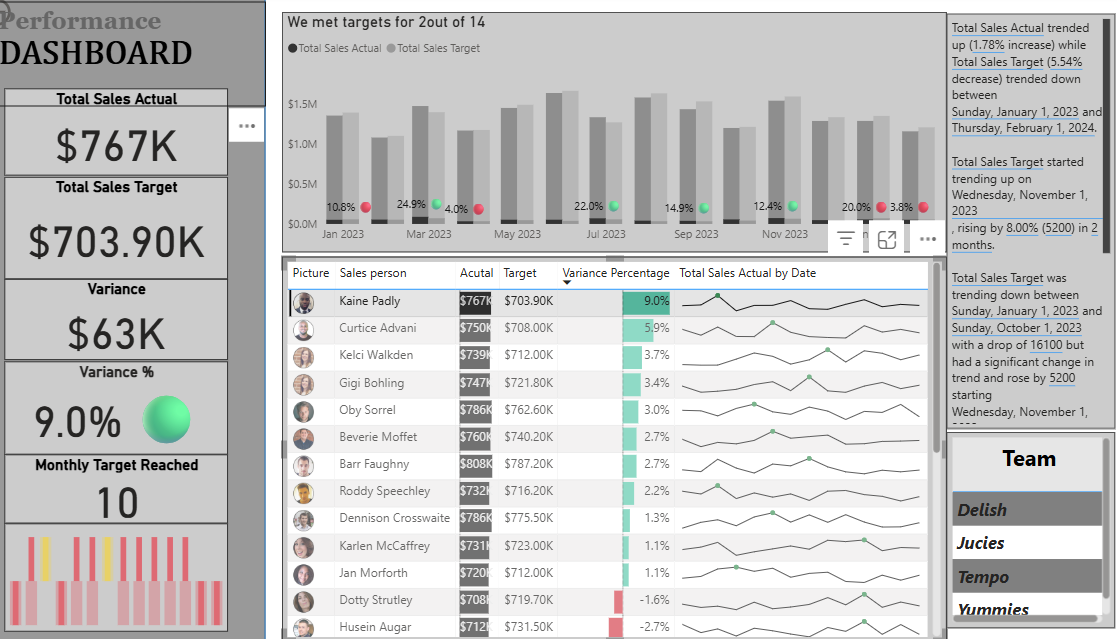 Performance
DASHBOARD
Total Sales Actual
$767K
Total Sales Target
$703.90K
Variance
$63K
Variance %
9.0%
Monthly Target Reached
10
We met targets for 2out of 14
Total Sales Actual Total Sales Target
$1.5M
$1.0M
$0.5M
$0.0M
10.8% 24.9% 4.0% 22.0% 14.9% 12.4% 20.0% 3.8%
Jan 2023 Mar 2023 May 2023 Jul 2023 Sep 2023 Nov 2023
Picture Sales person Acutal Target Variance Percentage Total Sales Actual by Date
Kaine Padly $767K $703.90K 9.0%
Curtice Advani $750K $708.00K 5.9%
Kelci Walkden $739K $712.00K 3.7%
Gigi Bohling $747K $721.80K 3.4%
Oby Sorrel $786K $762.60K 3.0%
Beverie Moffet $760K $740.20K 2.7%
Barr Faughny $808K $787.20K 2.7%
Roddy Speechley $732K $716.20K 2.2%
Dennison Crosswaite $786K $775.50K 1.3%
Karlen McCaffrey $731K $723.00K 1.1%
Jan Morforth $720K $712.00K 1.1%
Dotty Strutley $708K $719.70K -1.6%
Husein Augar $712K $731.50K -2.7%
Total Sales Actual trended
up (1.78% increase) while
Total Sales Target (5.54%
decrease) trended down
between
Sunday, January 1, 2023 and
Thursday, February 1, 2024.
Total Sales Target started
trending up on
Wednesday, November 1,
2023
, rising by 8.00% (5200) in 2
months.
Total Sales Target was
trending down between
Sunday, January 1, 2023 and
Sunday, October 1, 2023
with a drop of 16100 but
had a significant change in
trend and rose by 5200
starting
Wednesday, November 1,
Team
Delish
Jucies
Tempo
Yummies